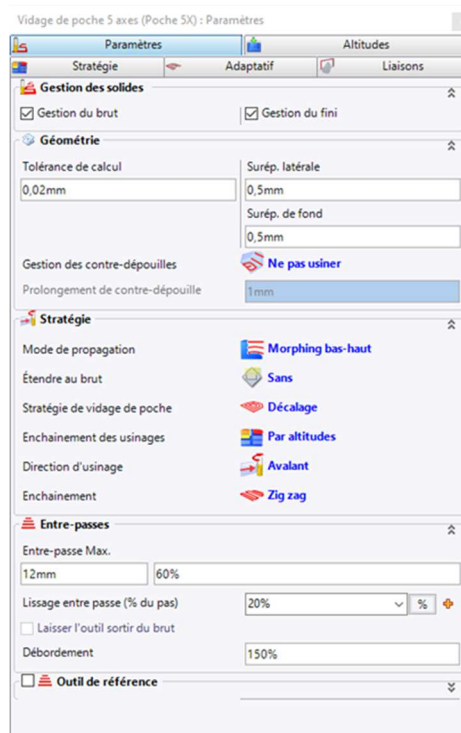 Vidage de poche 5 axes (Poche 5X) : Paramètres
Paramètres Altitudes
Stratégie Adaptatif Liaisons
Gestion des solides
Gestion du brut Gestion du fini
Géométrie
Tolérance de calcul Surép. latérale
0,02mm 0,5mm
Surép. de fond
0,5mm
Gestion des contre-dépouilles Ne pas usiner
Prolongement de contre-dépouille 1mm
Stratégie
Mode de propagation Morphing bas-haut
Étendre au brut Sans
Stratégie de vidage de poche Décalage
Enchainement des usinages Par altitudes
Direction d'usinage Avalant
Enchainement Zig zag
Entre-passes
Entre-passe Max.
12mm 60%
Lissage entre passe (% du pas) 20% %
Laisser l'outil sortir du brut
Débordement 150%
Outil de référence